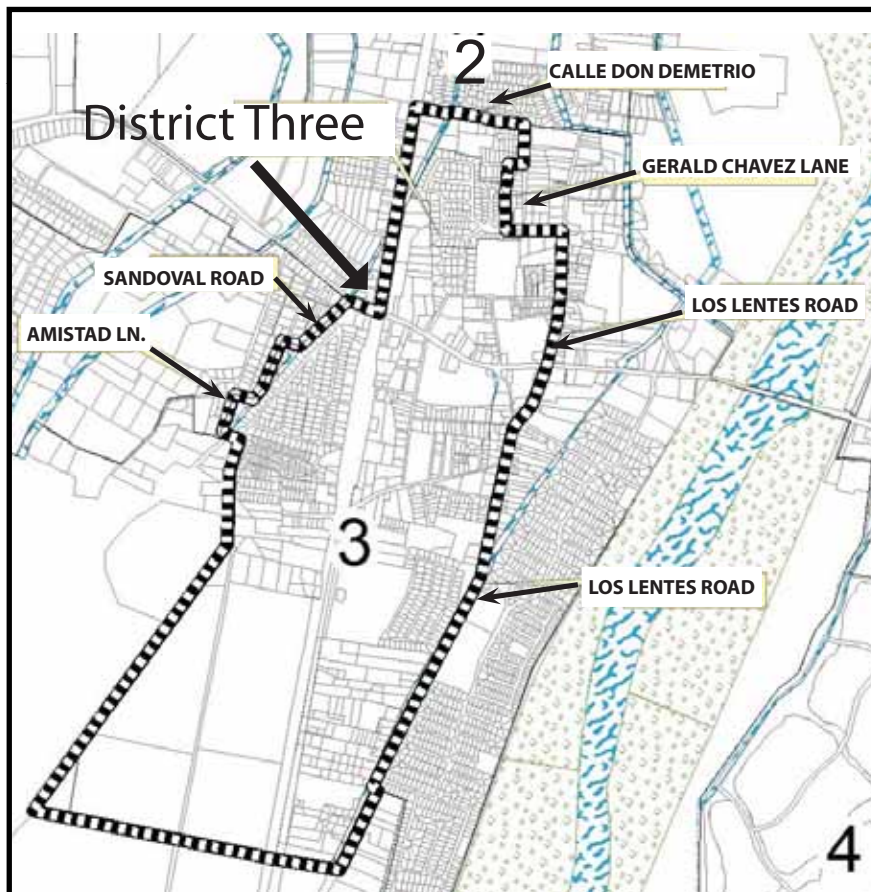 2
CALLE DON DEMETRIO
District Three
GERALD CHAVEZ LANE
SANDOVAL ROAD
LOS LENTES ROAD
AMISTAD LN.
3
LOS LENTES ROAD
4